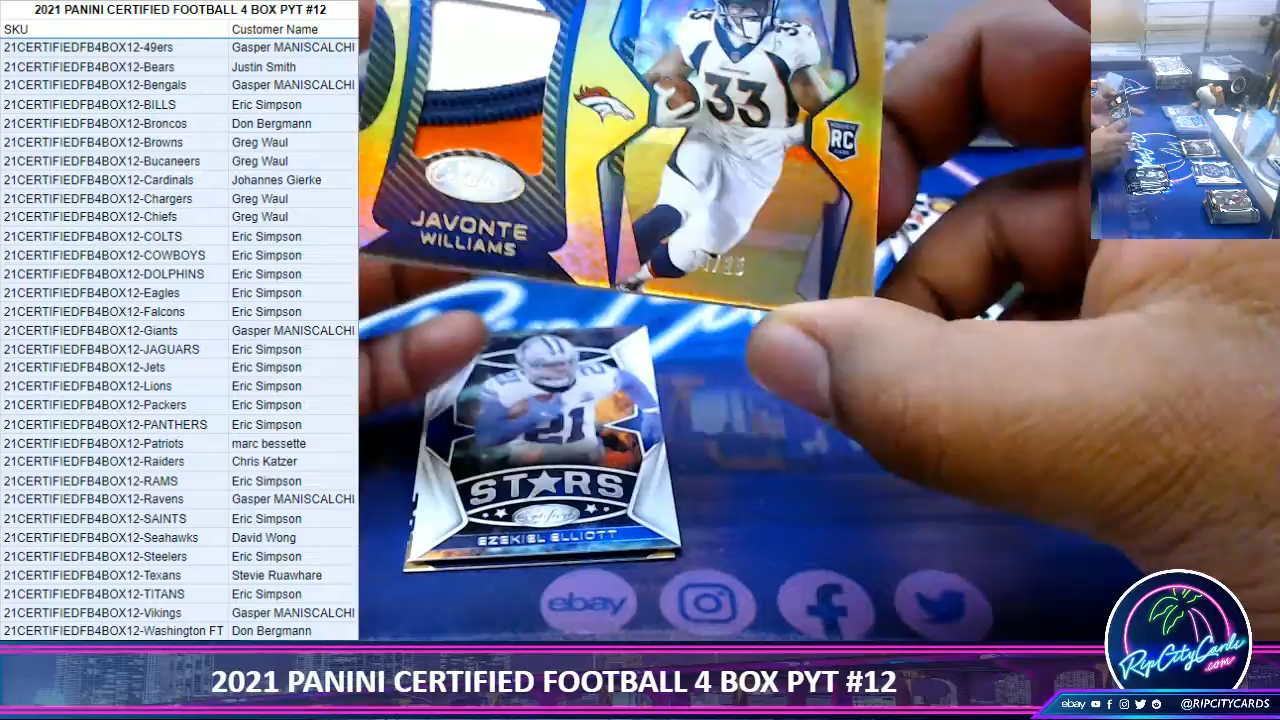 2021 PANINI CERTIFIED FOOTBALL 4 BOX PYT #12
SKU Customer Name
21CERTIFIEDFB4BOX12-49ers Gasper MANISCALCHI
21CERTIFIEDFB4BOX12-Bears Justin Smith
21CERTIFIEDFB4BOX12-Bengals Gasper MANISCALCHI
21CERTIFIEDFB4BOX12-BILLS Eric Simpson
21CERTIFIEDFB4BOX12-Broncos Don Bergmann
21CERTIFIEDFB4BOX12-Browns Greg Waul
21CERTIFIEDFB4BOX12-Bucaneers Greg Waul
21CERTIFIEDFB4BOX12-Cardinals Johannes Gierke
21CERTIFIEDFB4BOX12-Chargers Greg Waul
21CERTIFIEDFB4BOX12-Chiefs Greg Waul
21CERTIFIEDFB4BOX12-COLTS Eric Simpson
21CERTIFIEDFB4BOX12-COWBOYS Eric Simpson
21CERTIFIEDFB4BOX12-DOLPHINS Eric Simpson
21CERTIFIEDFB4BOX12-Eagles Eric Simpson
21CERTIFIEDFB4BOX12-Falcons Eric Simpson
21CERTIFIEDFB4BOX12-Giants Gasper MANISCALCHI
21CERTIFIEDFB4BOX12-JAGUARS Eric Simpson
21CERTIFIEDFB4BOX12-Jets Eric Simpson
21CERTIFIEDFB4BOX12-Lions Eric Simpson
21CERTIFIEDFB4BOX12-Packers Eric Simpson
21CERTIFIEDFB4BOX12-PANTHERS Eric Simpson
21CERTIFIEDFB4BOX12-Patriots marc bessette
21CERTIFIEDFB4BOX12-Raiders Chris Katzer
21CERTIFIEDFB4BOX12-RAMS Eric Simpson
21CERTIFIEDFB4BOX12-Ravens Gasper MANISCALCHI
21CERTIFIEDFB4BOX12-SAINTS Eric Simpson
21CERTIFIEDFB4BOX12-Seahawks David Wong
21CERTIFIEDFB4BOX12-Steelers Eric Simpson
21CERTIFIEDFB4BOX12-Texans Stevie Ruawhare
21CERTIFIEDFB4BOX12-TITANS Eric Simpson
21CERTIFIEDFB4BOX12-Vikings Gasper MANISCALCHI
21CERTIFIEDFB4BOX12-Washington FT Don Bergmann
33
RC
Certified
JAVONTE
WILLIAMS
21
STARS
Certified
EZEKIEL ELLIOTT
ebay
RipCityCards
.com
2021 PANINI CERTIFIED FOOTBALL 4 BOX PYT #12
ebay @RIPCITYCARDS